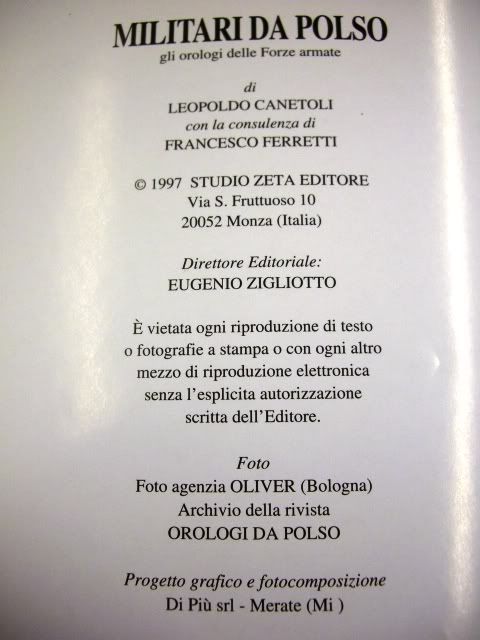 MILITARI DA POLSO
gli orologi delle Forze armate
di
LEOPOLDO CANETOLI
con la consulenza di
FRANCESCO FERRETTI
© 1997 STUDIO ZETA EDITORE
Via S. Fruttuoso 10
20052 Monza (Italia)
Direttore Editoriale:
EUGENIO ZIGLIOTTO
È vietata ogni riproduzione di testo
o fotografie a stampa o con ogni altro
mezzo di riproduzione elettronica
senza l'esplicita autorizzazione
scritta dell'Editore.
Foto
Foto agenzia OLIVER (Bologna)
Archivio della rivista
OROLOGI DA POLSO
Progetto grafico e fotocomposizione
Di Più srl - Merate (Mi )